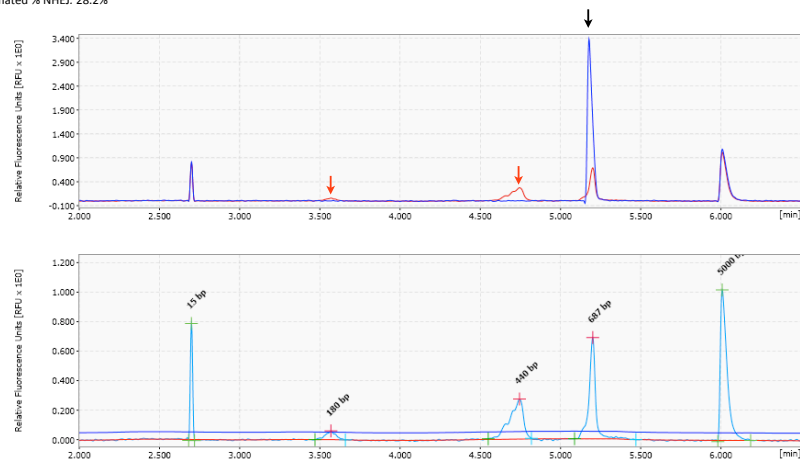 NHEJ: 28.2%
Relative Fluorescence Units [RFU x 1E0]
3.400
2.900
2.400
1.900
1.400
0.900
0.400
-0.100
2.000 2.500 3.000 3.500 4.000 4.500 5.000 5.500 6.000 [min]
Relative Fluorescence Units [RFU x 1E0]
1.200
1.000
0.800
0.600
0.400
0.200
0.000
15 bp
180 bp
440 bp
687 bp
5000
2.000 2.500 3.000 3.500 4.000 4.500 5.000 5.500 6.000 [min]